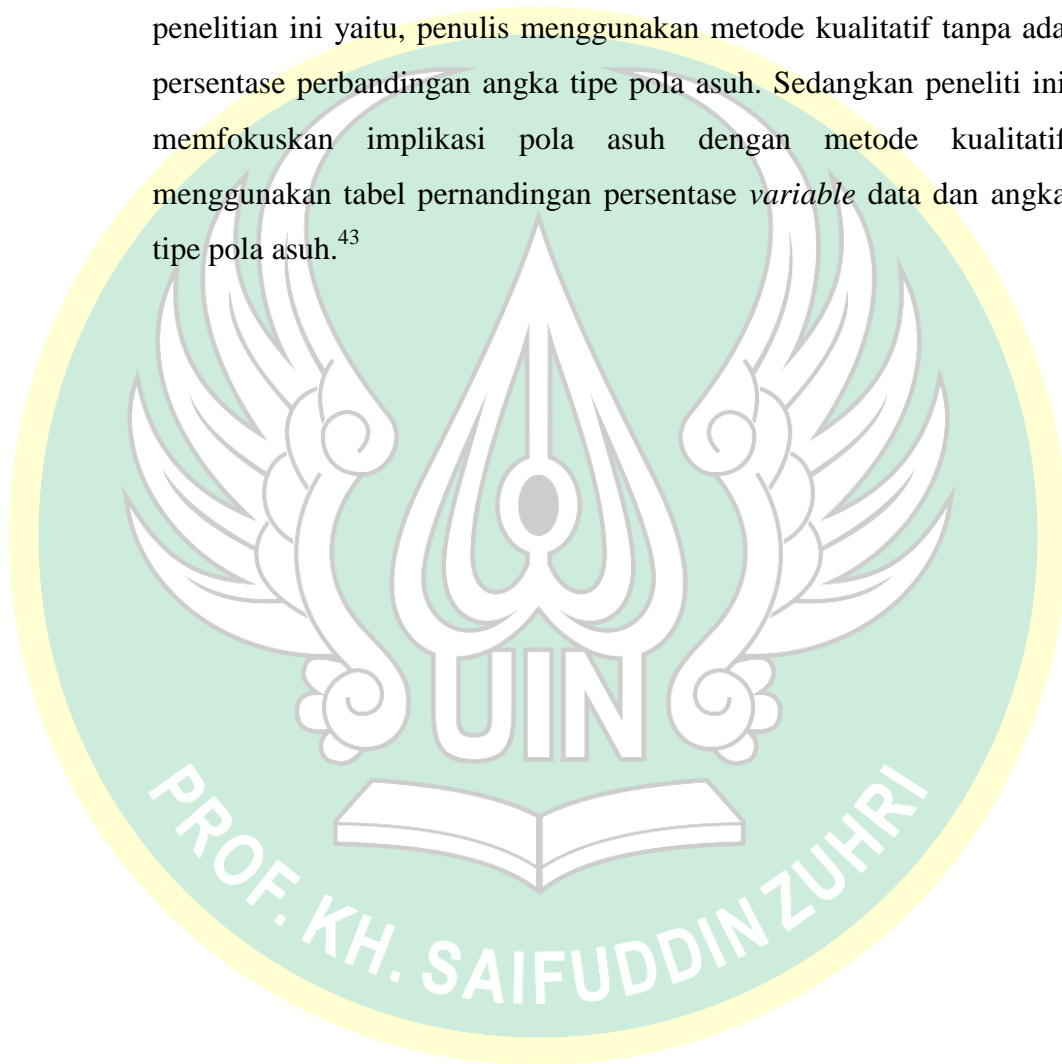 penelitian ini yaitu, penulis menggunakan metode kualitatif tanpa ada
persentase perbandingan angka tipe pola asuh. Sedangkan peneliti ini
memfokuskan implikasi pola asuh dengan metode kualitatif
menggunakan tabel pernandingan persentase variable data dan angka
tipe pola asuh.43
UIN
PROF. KH. SAIFUDDIN ZUHRI